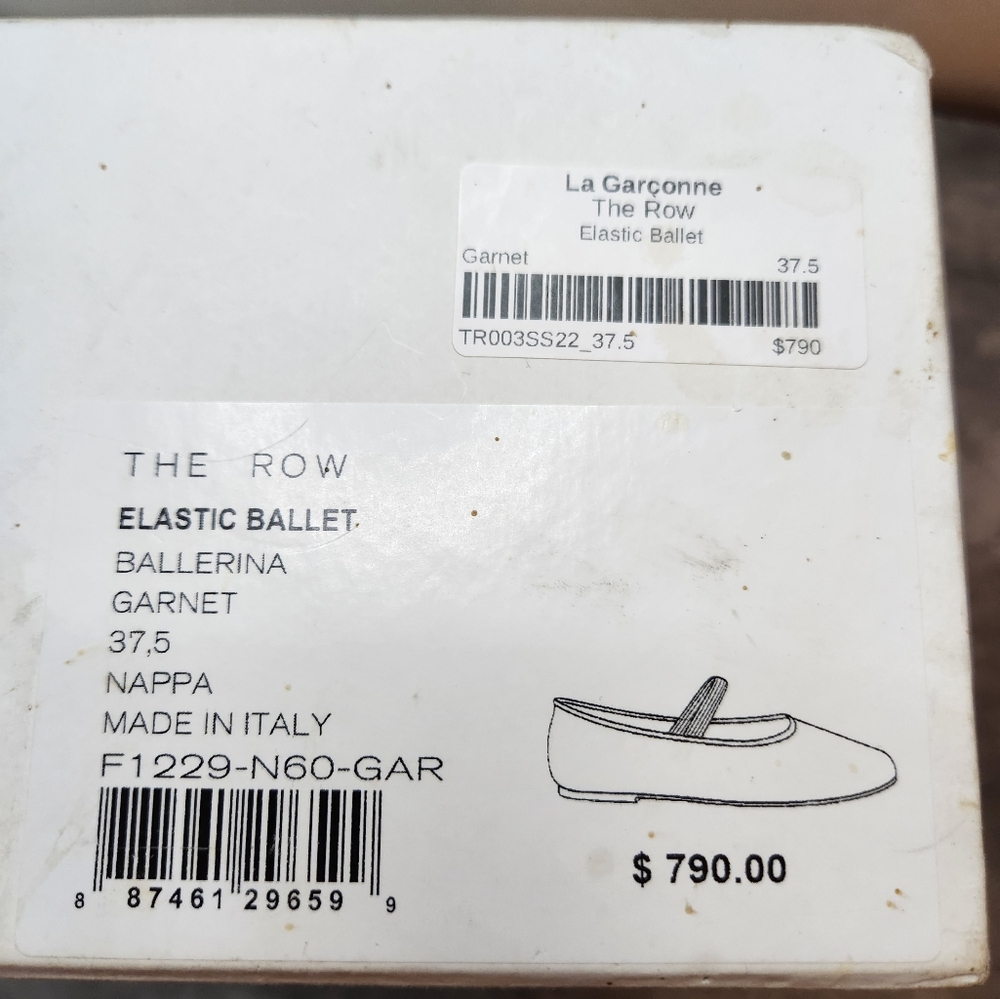 La Garçonne
The Row
Elastic Ballet
Garnet 37.5
TR003SS22_37.5 $790
THE ROW
ELASTIC BALLET
BALLERINA
GARNET
37,5
NAPPA
MADE IN ITALY
F1229-N60-GAR
8 87461 29659 9
$ 790.00